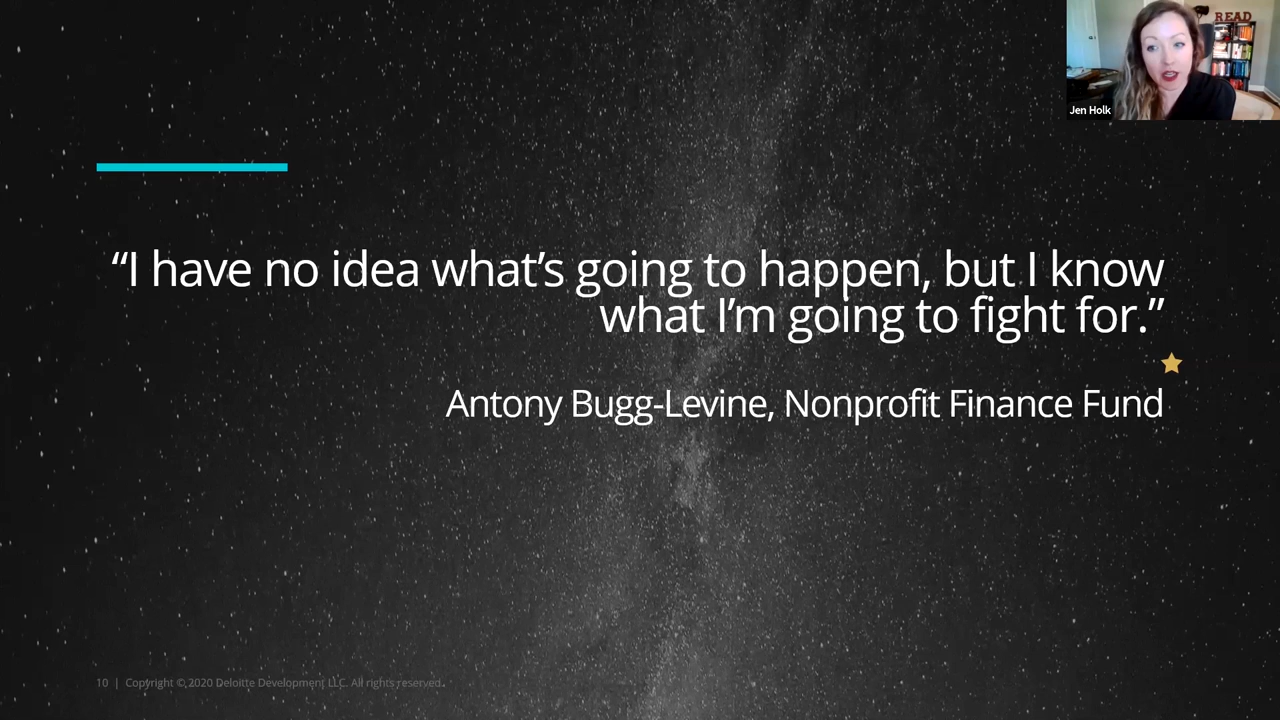 READ
Jen Holk
“I have no idea what’s going to happen, but I know
what I’m going to fight for.”
Antony Bugg-Levine, Nonprofit Finance Fund
10 | Copyright © 2020 Deloitte Development LLC. All rights reserved.